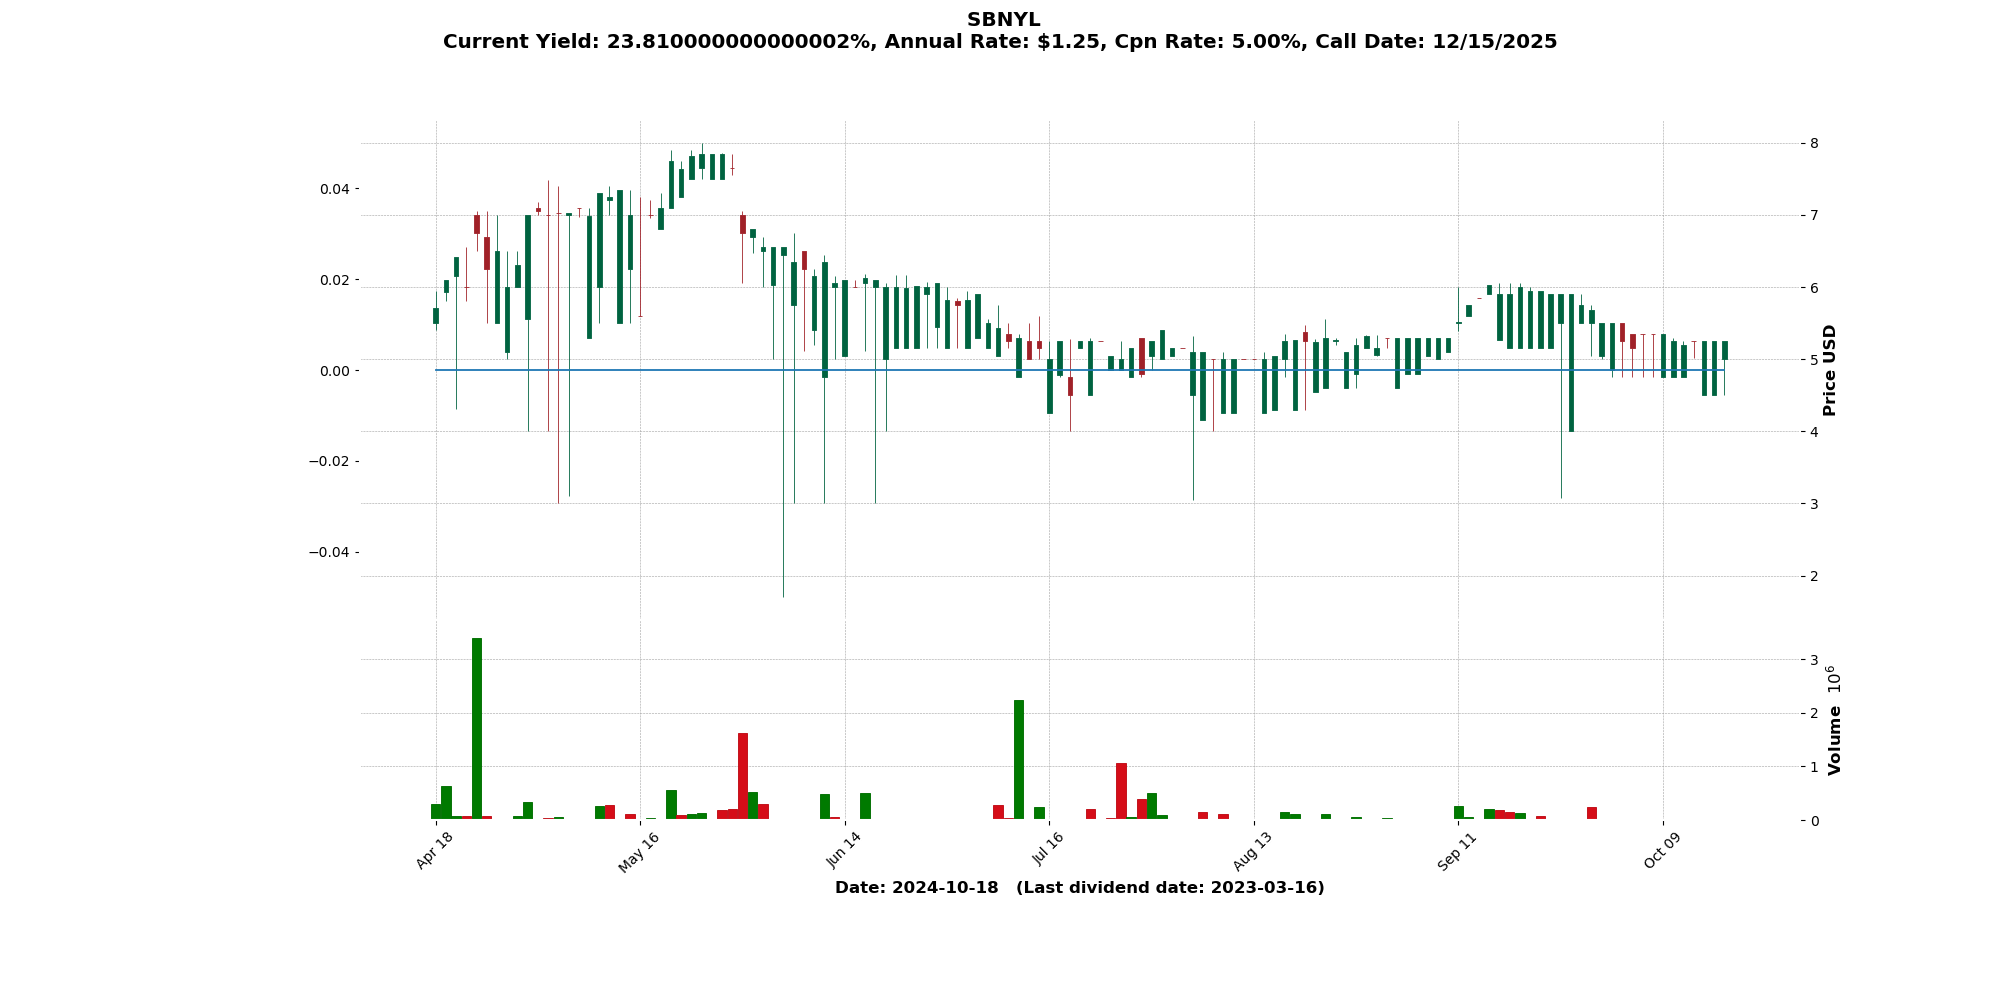 SBNYL
Current Yield: 23.810000000000002%, Annual Rate: $1.25, Cpn Rate: 5.00%, Call Date: 12/15/2025
0.04
0.02
0.00
−0.02
−0.04
8
7
6
5
4
3
2
Price USD
3
2
1
0
Volume 10⁶
Apr 18
May 16
Jun 14
Jul 16
Aug 13
Sep 11
Oct 09
Date: 2024-10-18 (Last dividend date: 2023-03-16)